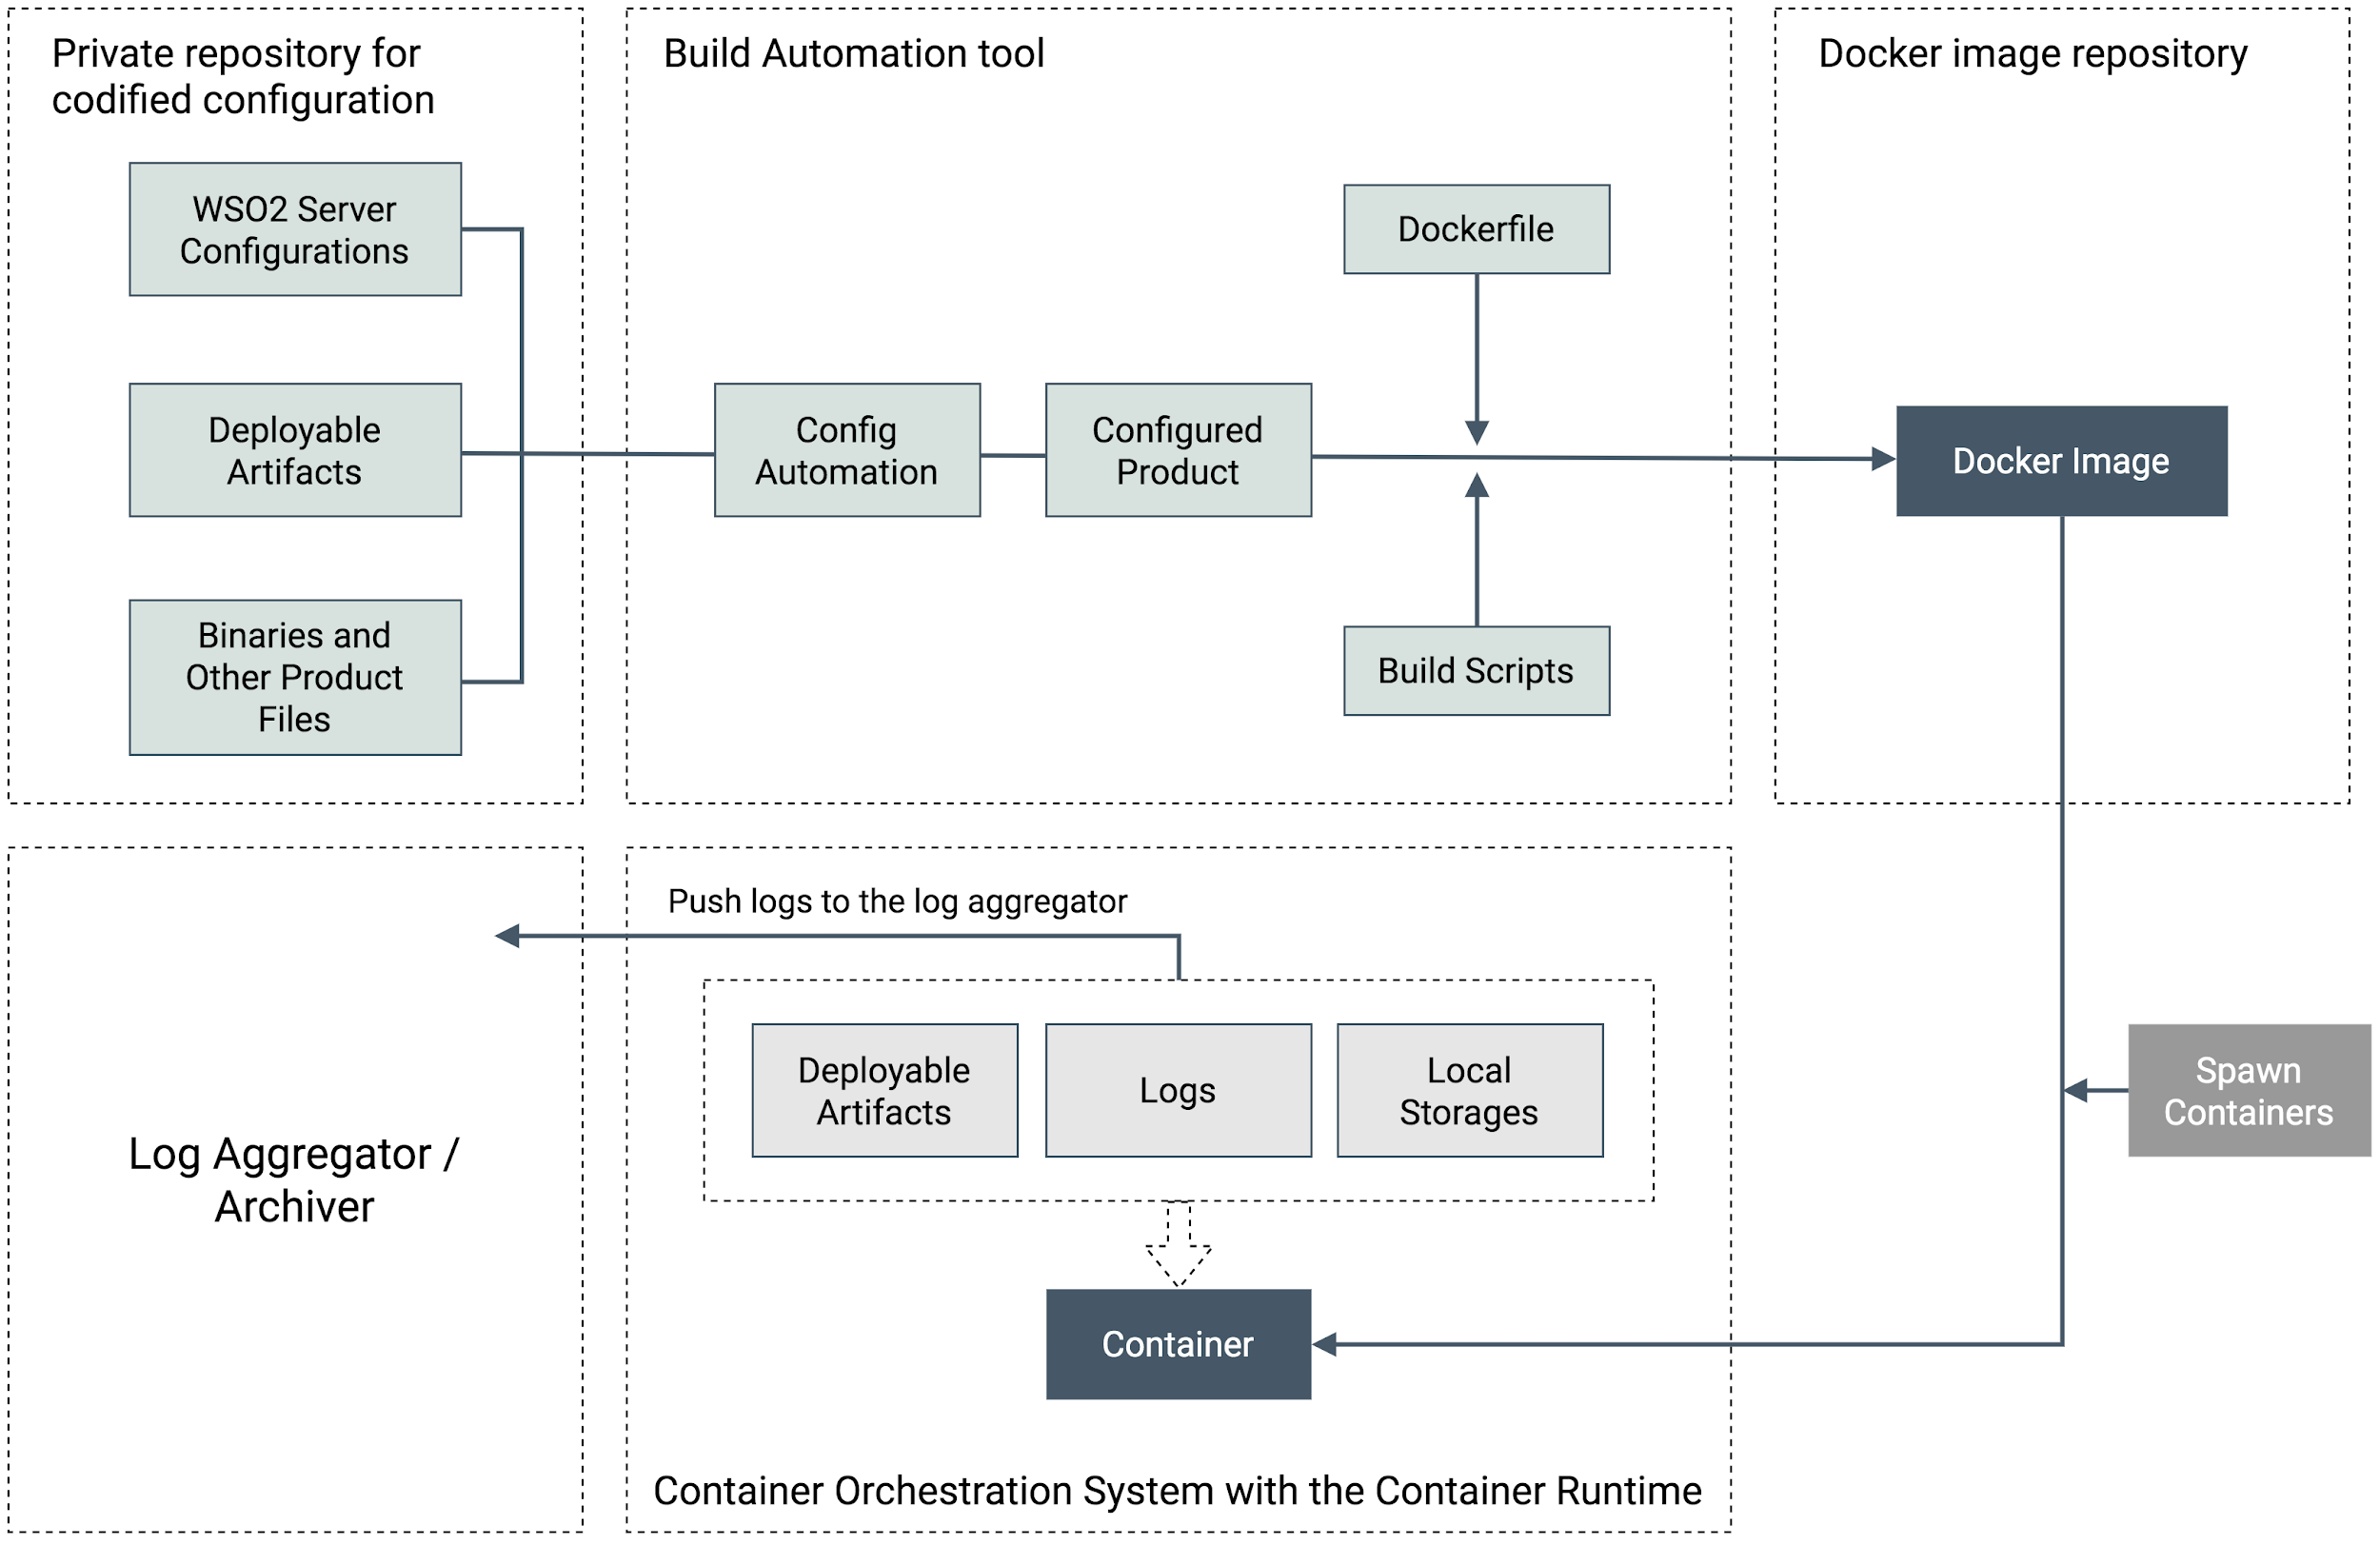 Private repository for
codified configuration
WSO2 Server
Configurations
Deployable
Artifacts
Binaries and
Other Product
Files
Build Automation tool
Dockerfile
Config
Automation
Configured
Product
Build Scripts
Docker image repository
Docker Image
Log Aggregator /
Archiver
Push logs to the log aggregator
Deployable
Artifacts
Logs
Local
Storages
Container
Container Orchestration System with the Container Runtime
Spawn
Containers